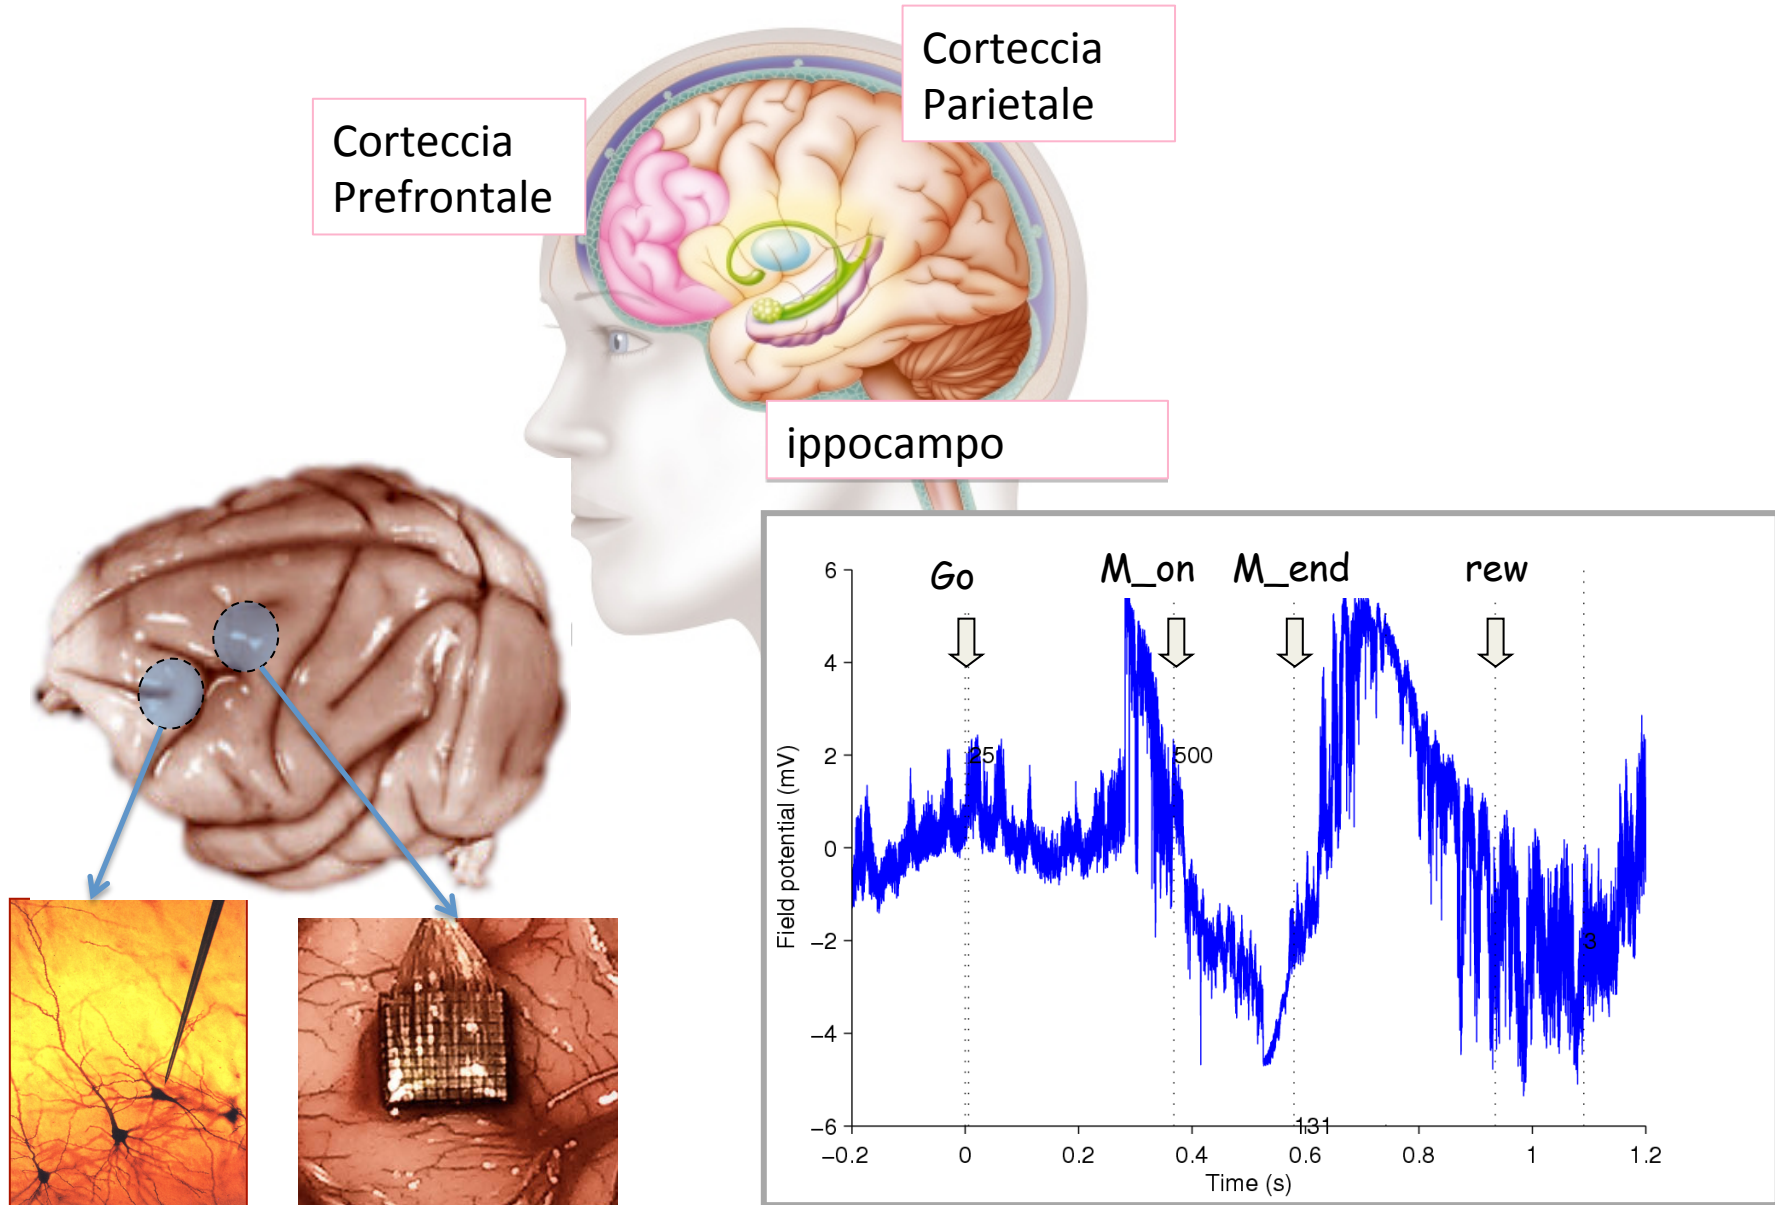 Corteccia
Parietale
Corteccia
Prefrontale
ippocampo
Go
M_on
M_end
rew
6
4
2
0
−2
−4
−6
25
500
3
131
Field potential (mV)
−0.2
0
0.2
0.4
0.6
0.8
1
1.2
Time (s)